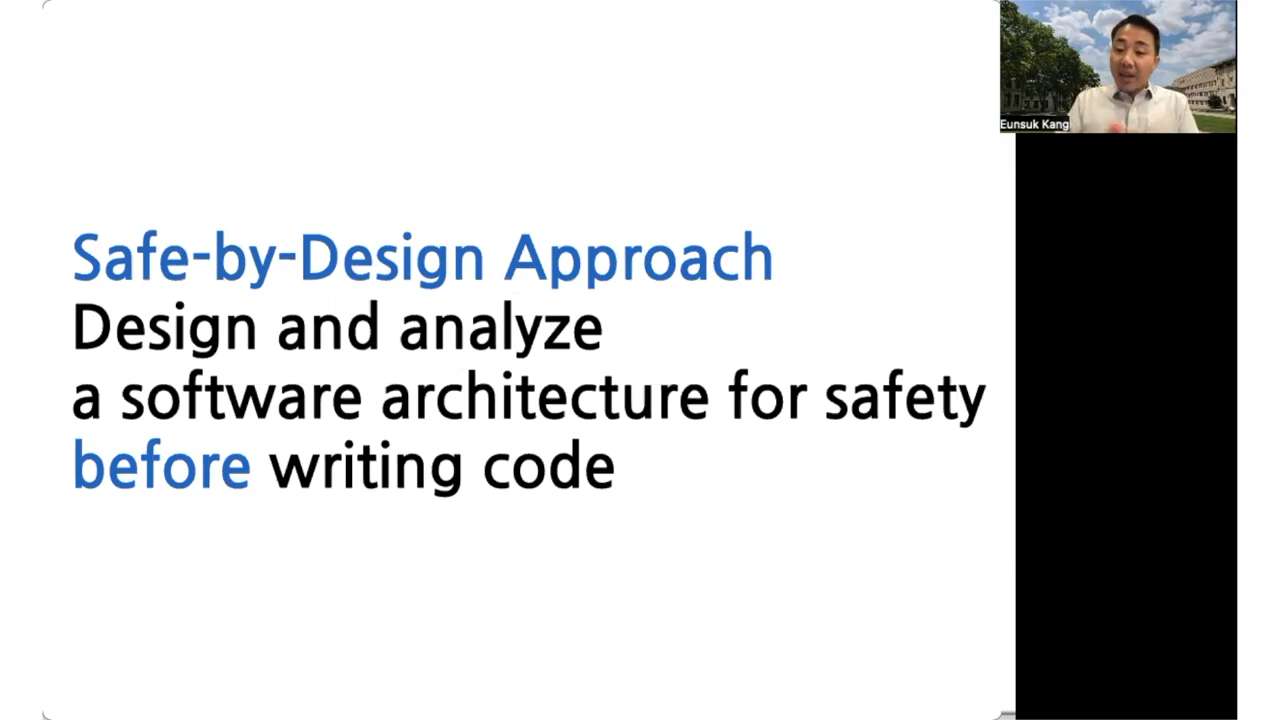 Safe-by-Design Approach
Design and analyze
a software architecture for safety
before writing code
Eunsuk Kang